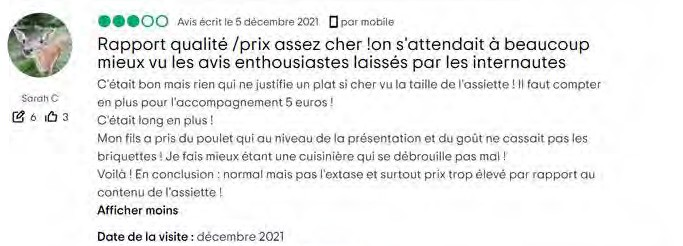 Avis écrit le 5 décembre 2021 par mobile
Rapport qualité /prix assez cher !on s'attendait à beaucoup
mieux vu les avis enthousiastes laissés par les internautes
Sarah C
6 3
C'était bon mais rien qui ne justifie un plat si cher vu la taille de l'assiette ! Il faut compter
en plus pour l'accompagnement 5 euros !
C'était long en plus !
Mon fils a pris du poulet qui au niveau de la présentation et du goût ne cassait pas les
briquettes ! Je fais mieux étant une cuisinière qui se débrouille pas mal !
Voilà ! En conclusion : normal mais pas l'extase et surtout prix trop élevé par rapport au
contenu de l'assiette !
Afficher moins
Date de la visite : décembre 2021